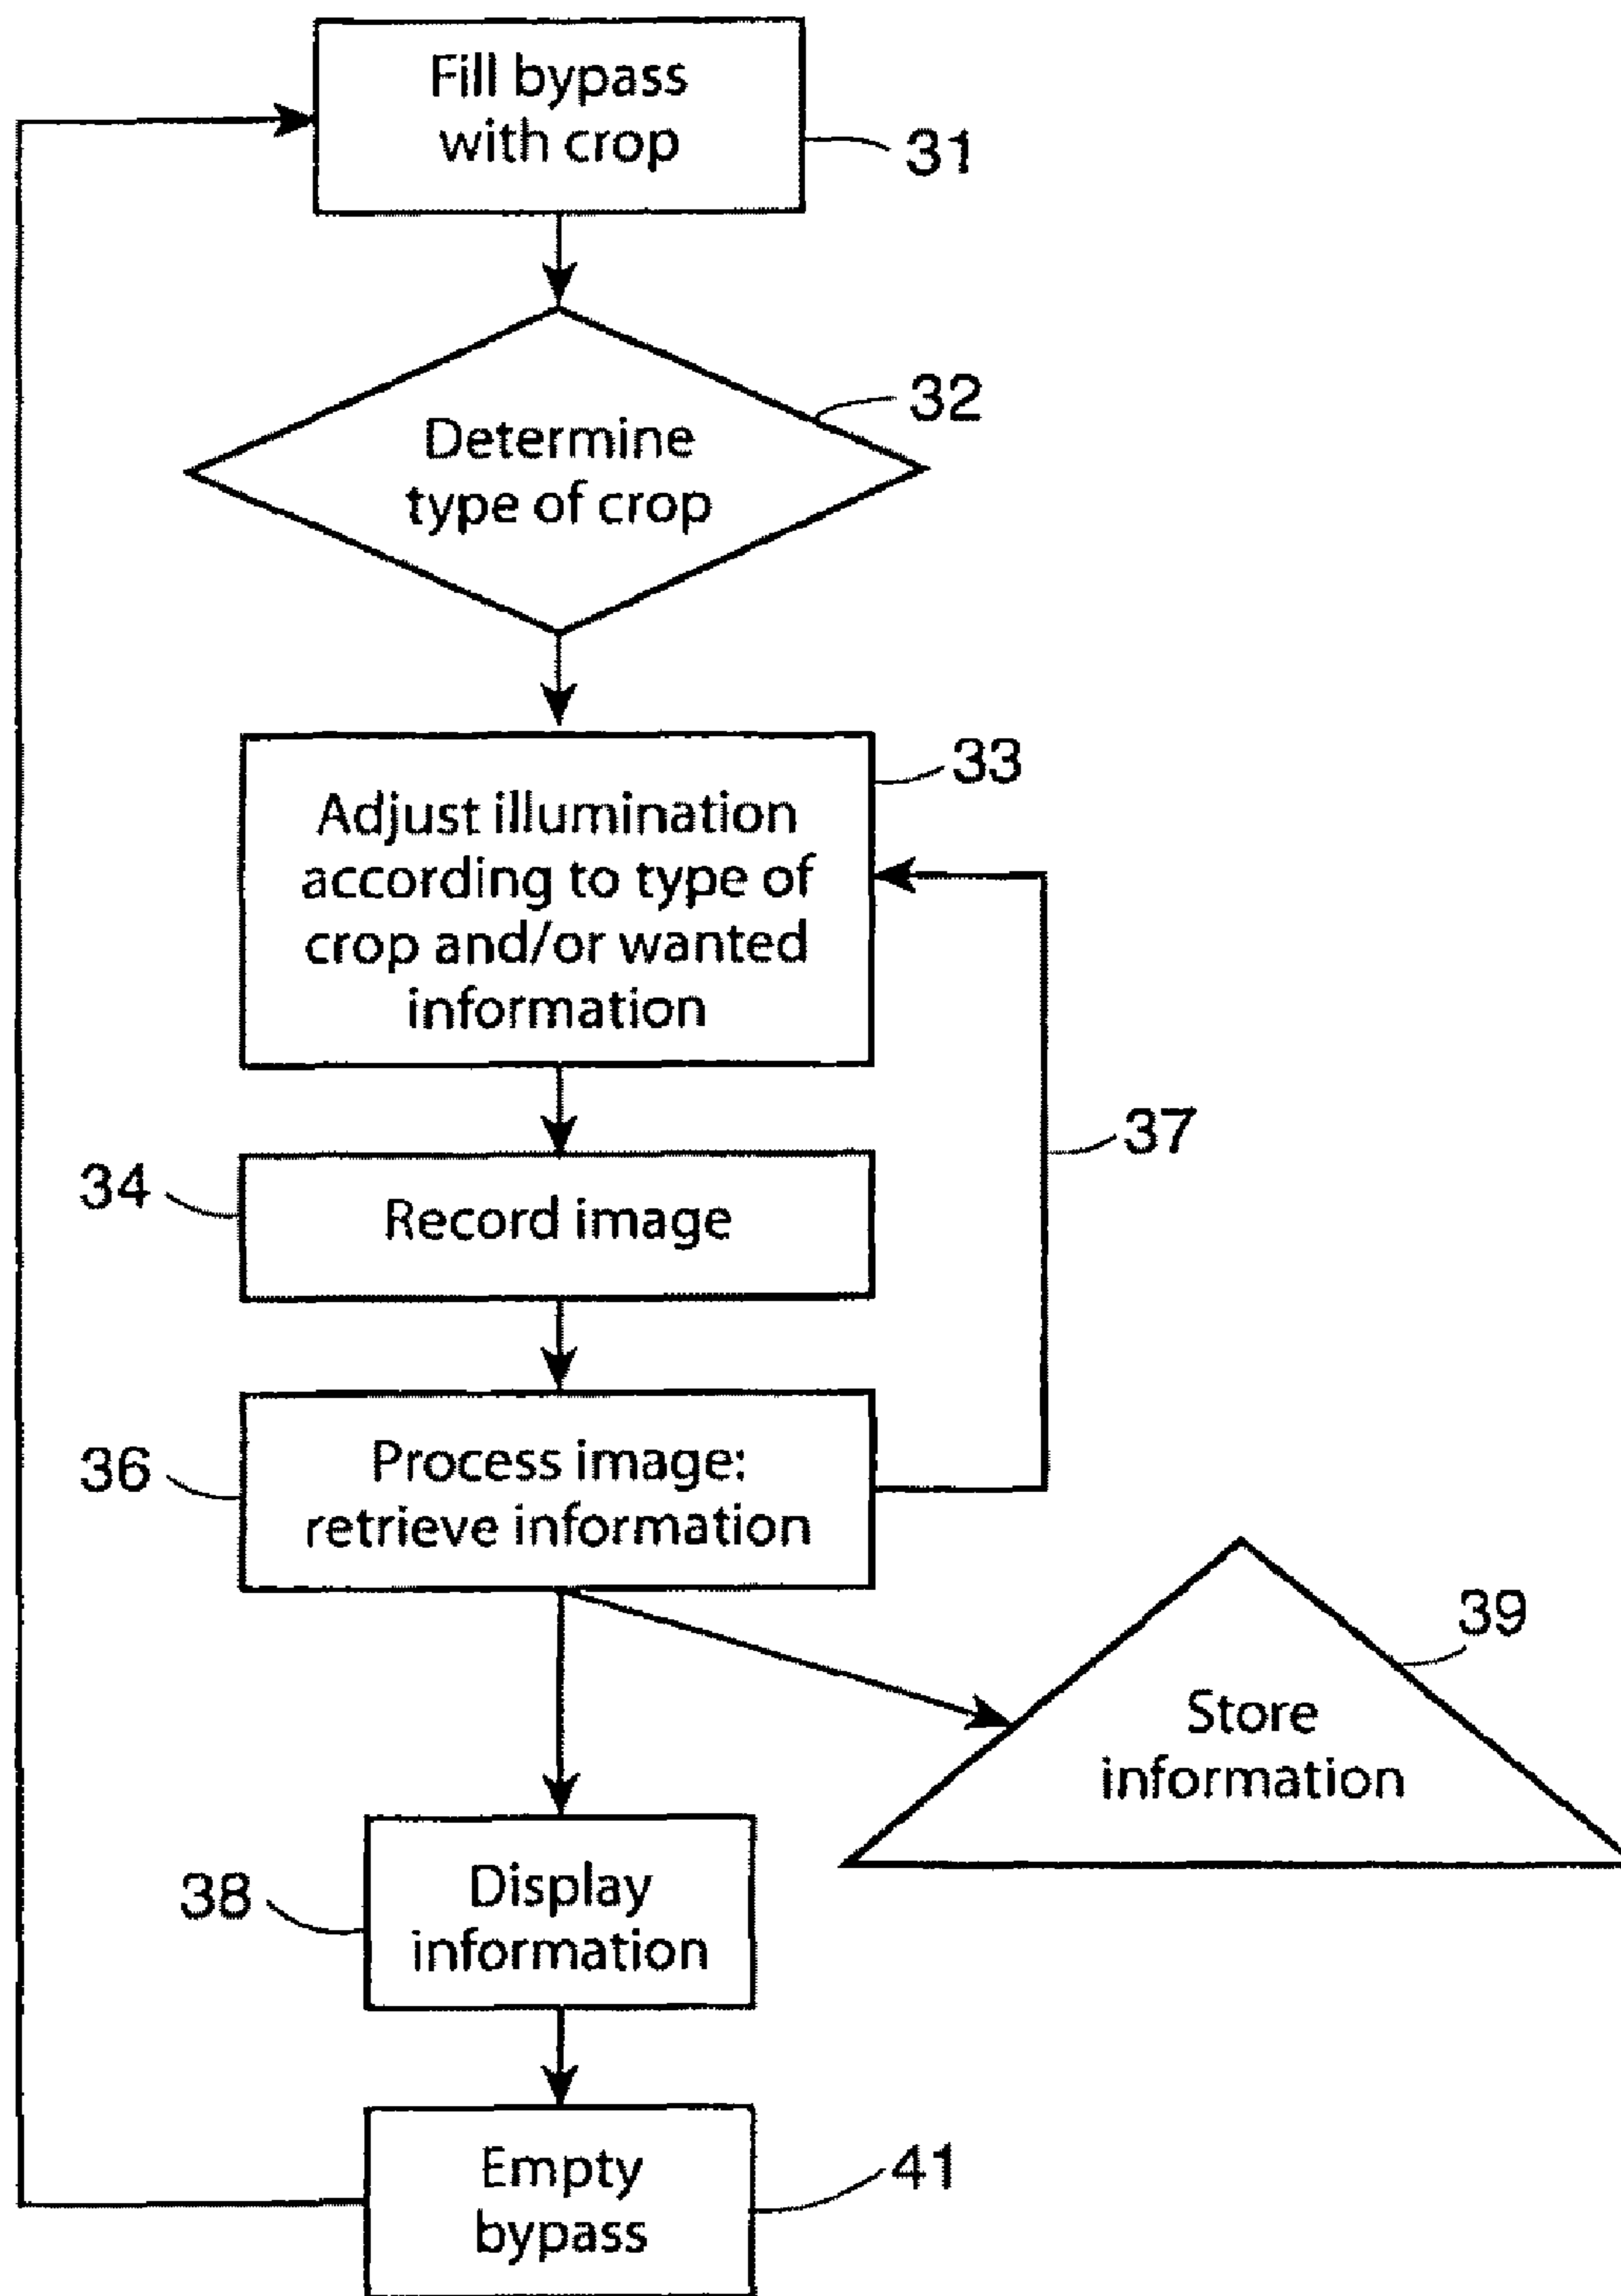 Fill bypass
with crop
31
32
Determine
type of crop
33
Adjust illumination
according to type of
crop and/or wanted
information
37
34
Record image
36
Process image:
retrieve information
39
Store
information
38
Display
information
41
Empty
bypass